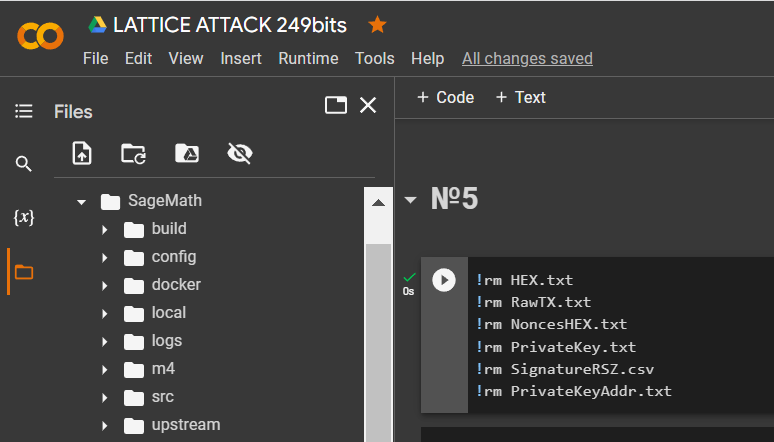 LATTICE ATTACK 249bits
File Edit View Insert Runtime Tools Help All changes saved
Files
+ Code + Text
SageMath
build
config
docker
local
logs
m4
src
upstream
{x}
№5
0s
!rm HEX.txt
!rm RawTX.txt
!rm NoncesHEX.txt
!rm PrivateKey.txt
!rm SignatureRSZ.csv
!rm PrivateKeyAddr.txt